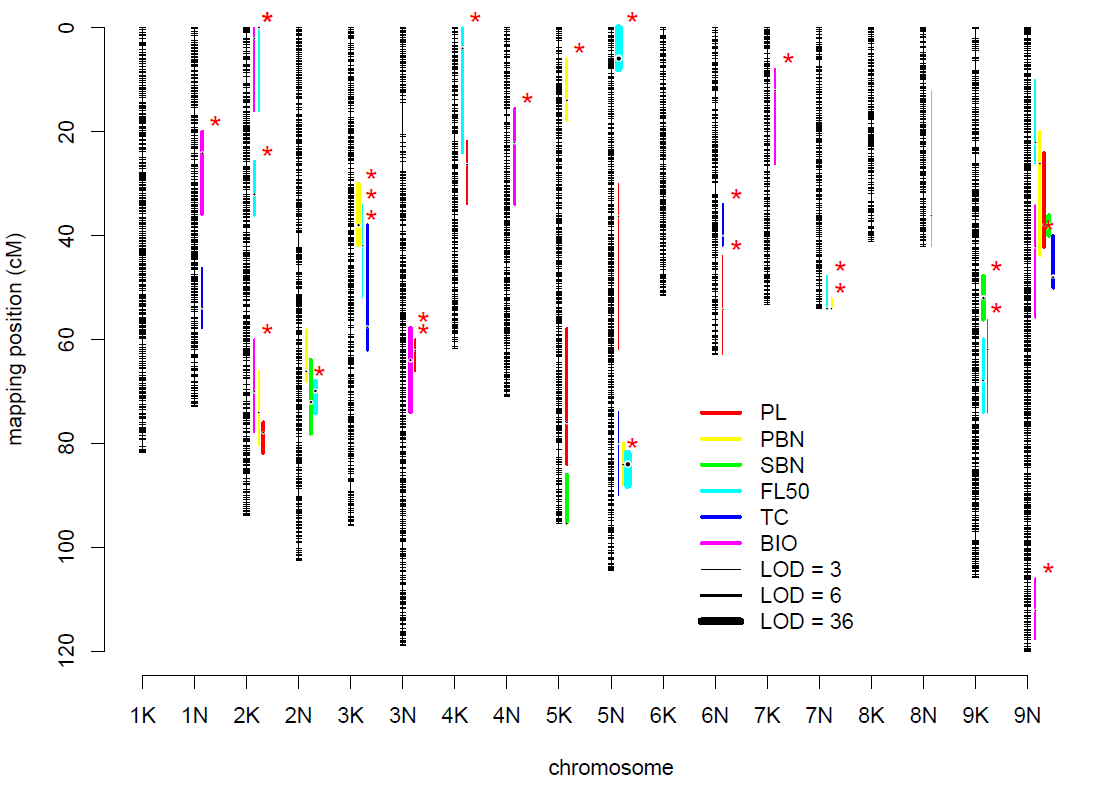 mapping position (cM)
0
20
40
60
80
100
120
PL
PBN
SBN
FL50
TC
BIO
LOD = 3
LOD = 6
LOD = 36
1K 1N 2K 2N 3K 3N 4K 4N 5K 5N 6K 6N 7K 7N 8K 8N 9K 9N
chromosome